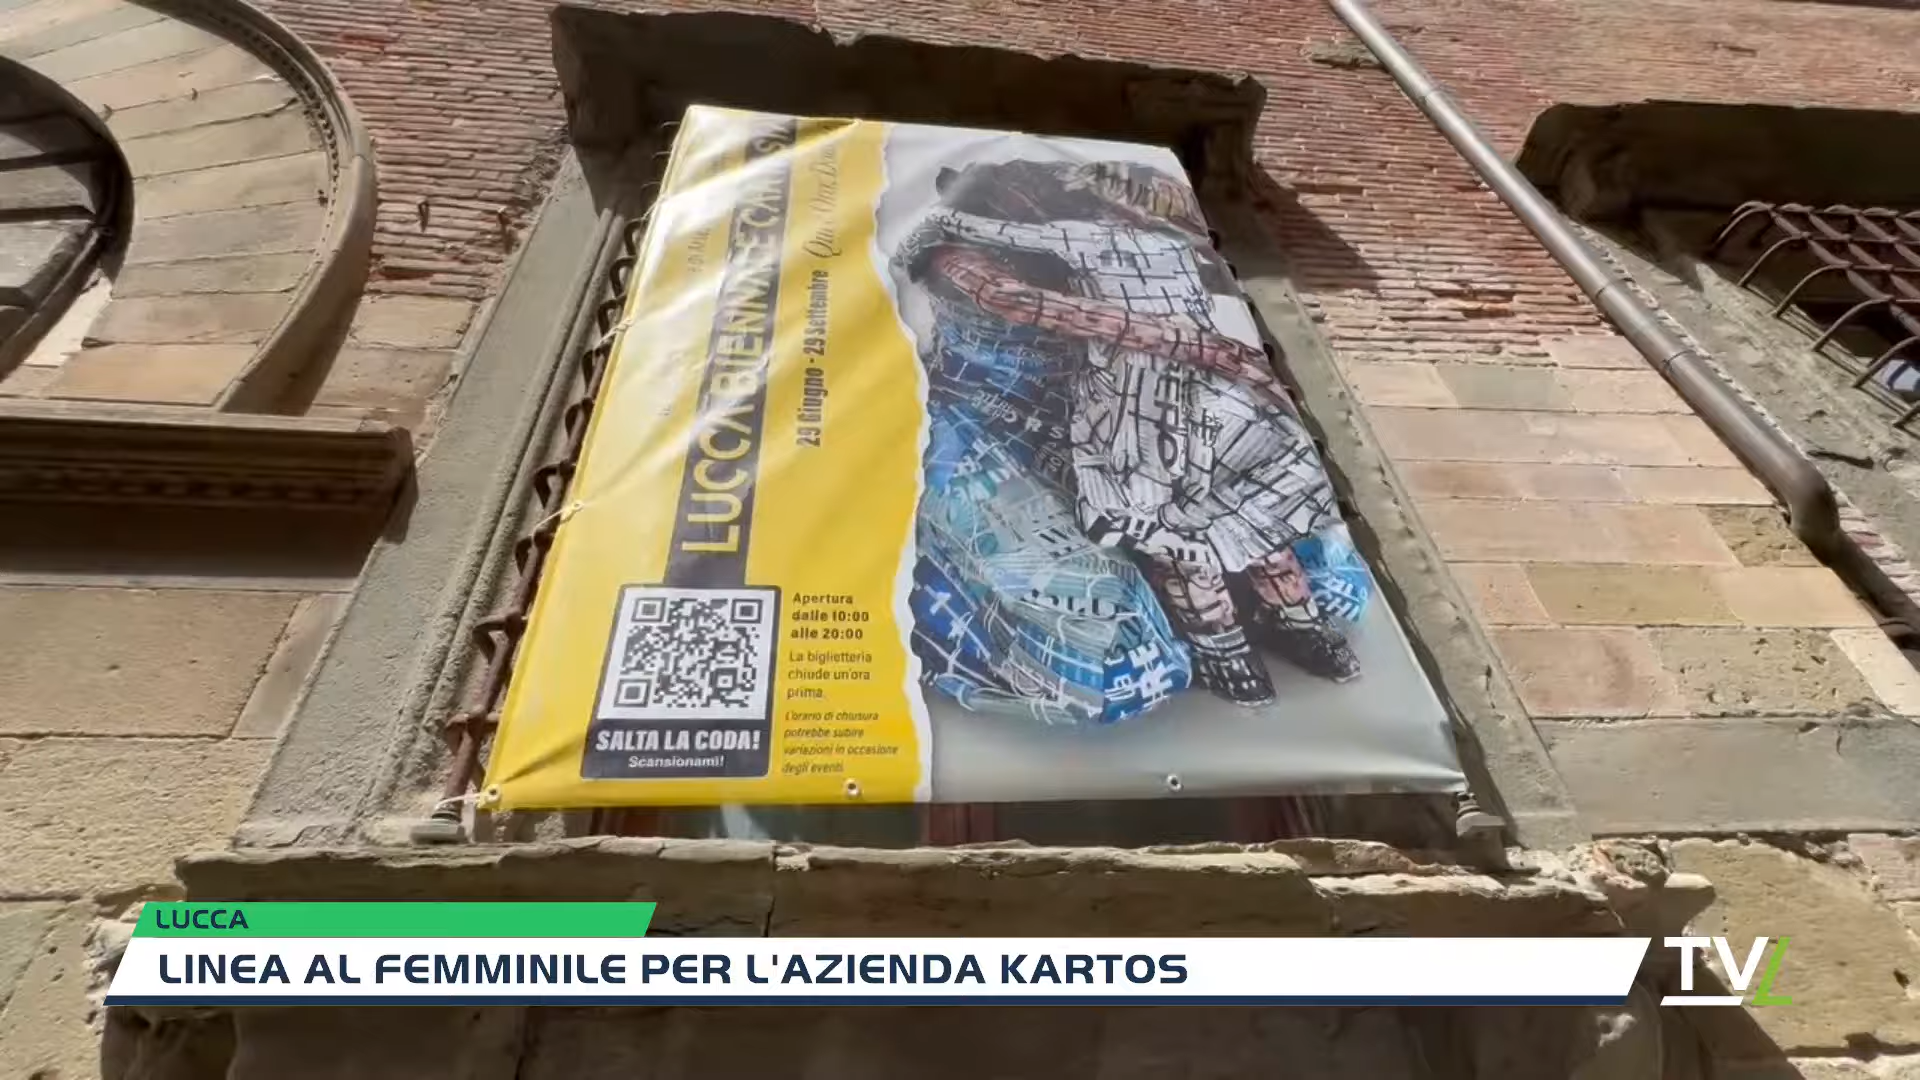 LUCCA BIENNALE CARTASIA
29 Giugno - 29 Settembre
Apertura
dalle 10:00
alle 20:00
La biglietteria
chiude un'ora
prima.
L'orario di chiusura
potrebbe subire
variazioni in occasione
degli eventi.
SALTA LA CODA!
Scansionami!
LUCCA
LINEA AL FEMMINILE PER L'AZIENDA KARTOS
TVL